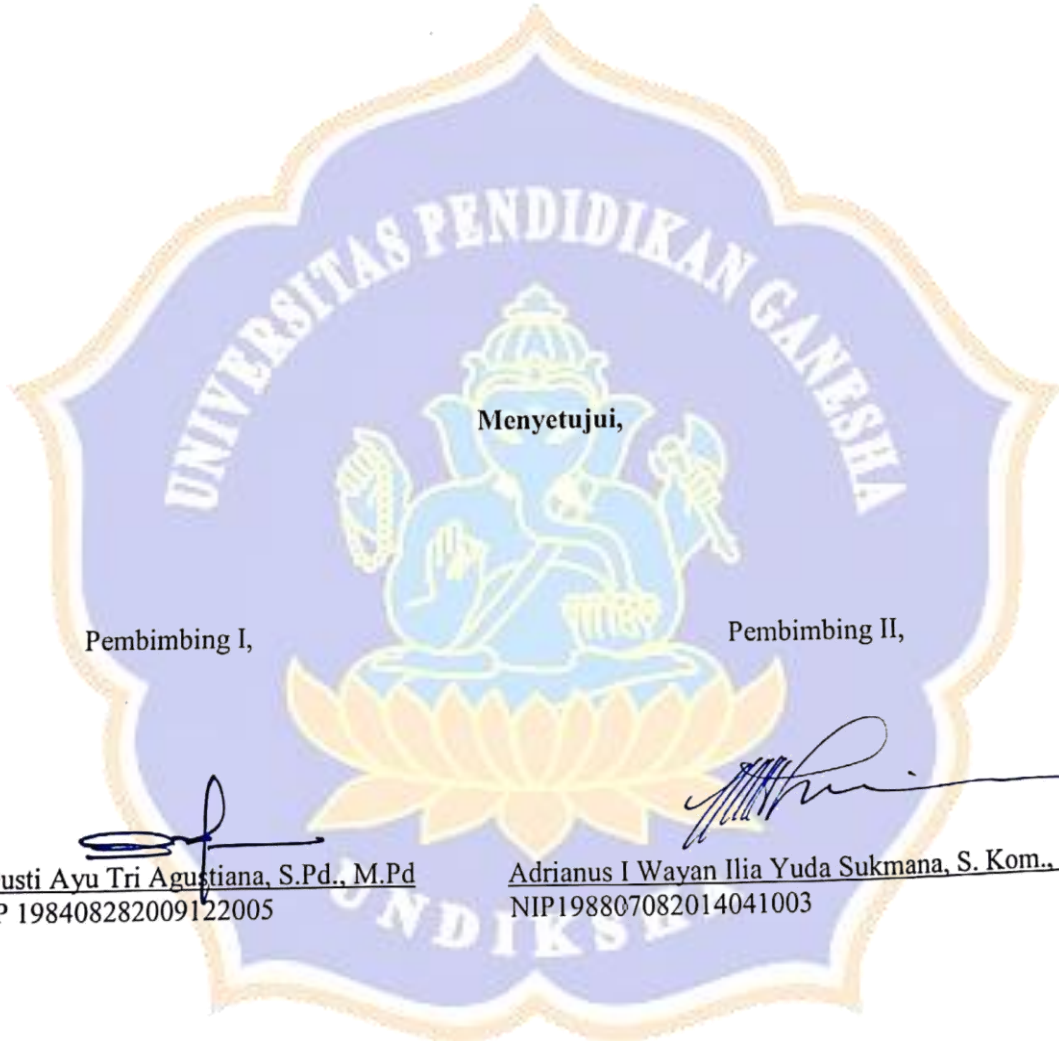 UNIVERSITAS PENDIDIKAN GANESHA
Menyetujui,
Pembimbing I,
Pembimbing II,
usti Ayu Tri Agustiana, S.Pd., M.Pd
Adrianus I Wayan Ilia Yuda Sukmana, S. Kom.,
P 198408282009122005
NIP198807082014041003
UNDIKSHA